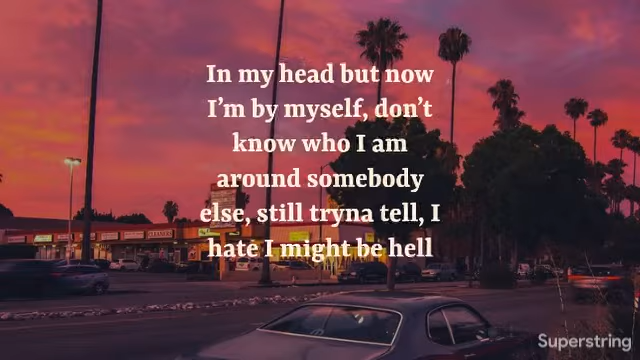 In my head but now
I'm by myself, don't
know who I am
around somebody
else, still tryna tell, I
hate I might be hell
Superstring